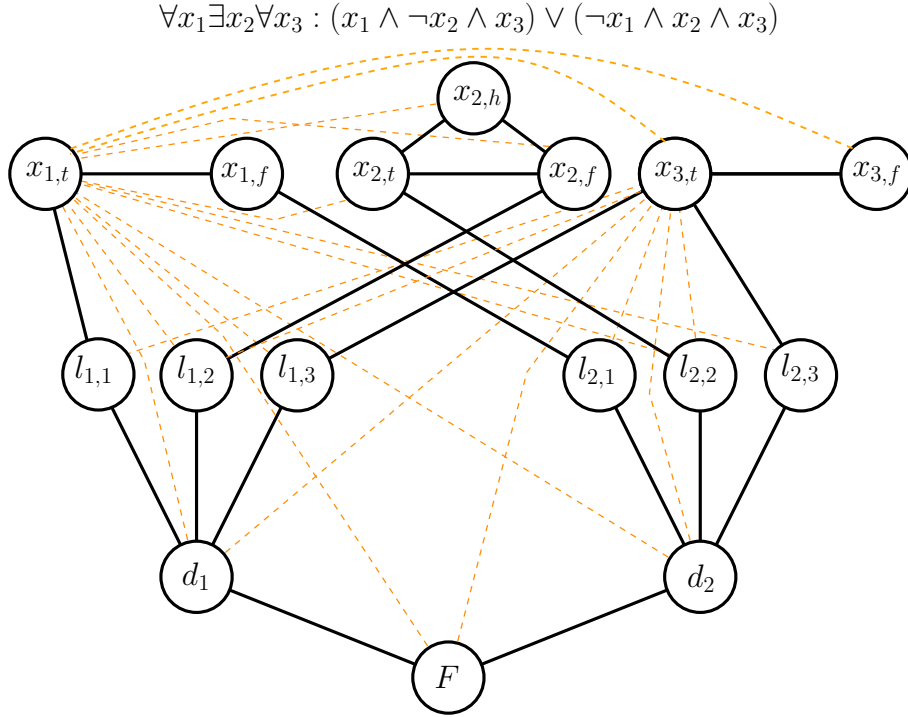 ∀x₁∃x₂∀x₃ : (x₁ ∧ ¬x₂ ∧ x₃) ∨ (¬x₁ ∧ x₂ ∧ x₃)
x₂,ₕ
x₁,ₜ x₁,f x₂,ₜ x₂,f x₃,ₜ x₃,f
l₁,₁ l₁,₂ l₁,₃ l₂,₁ l₂,₂ l₂,₃
d₁ d₂
F